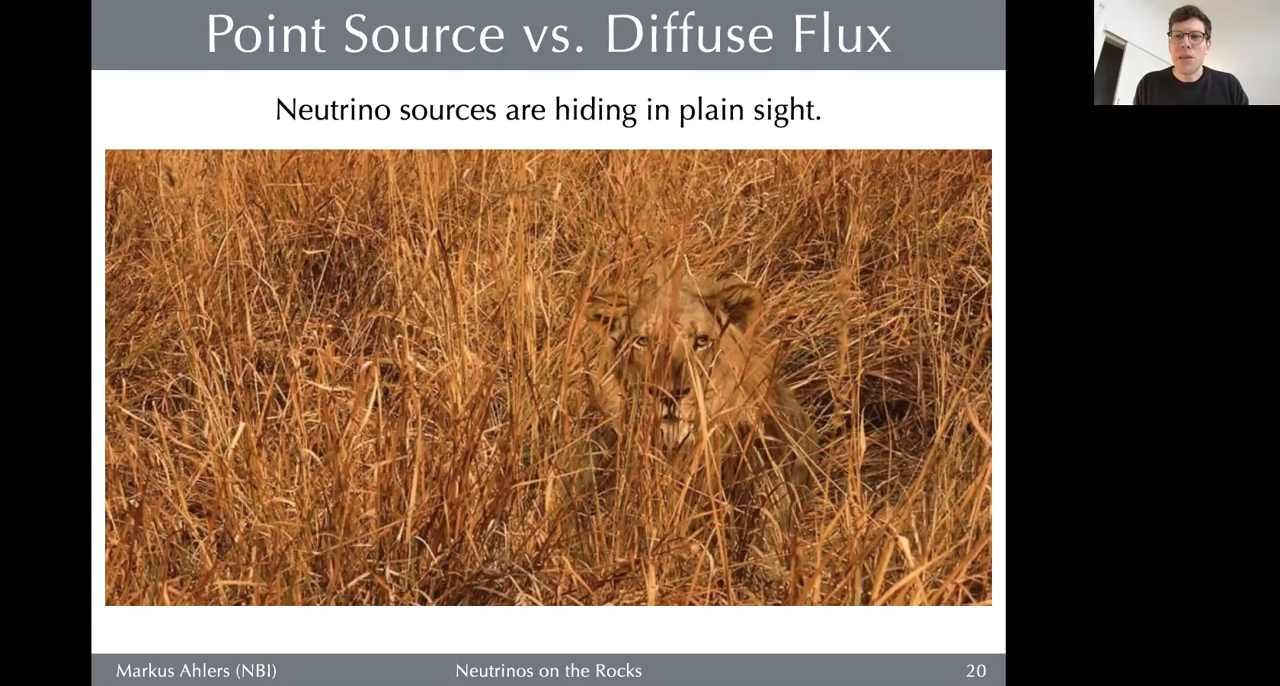 Point Source vs. Diffuse Flux
Neutrino sources are hiding in plain sight.
Markus Ahlers (NBI) Neutrinos on the Rocks 20